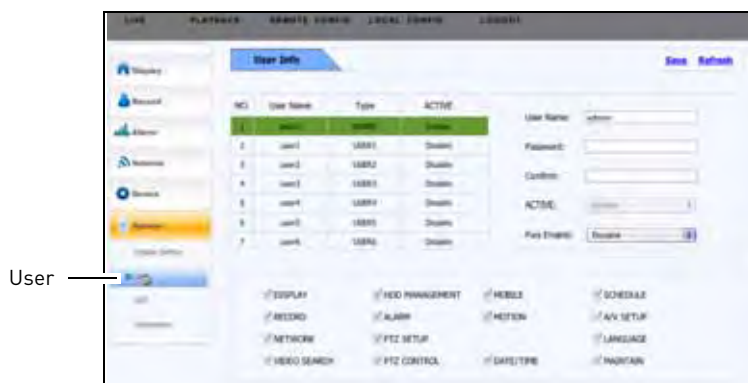 LIVE PLAYBACK REMOTE CONFIG LOCAL CONFIG LOGOUT
User Info Save Refresh
Display
Record
Alarm
Network
Device
System
User
NO. User Name Type ACTIVE
1
2 user1 USER1 Disable
3 user2 USER2 Disable
4 user3 USER3 Disable
5 user4 USER4 Disable
6 user5 USER5 Disable
7 user6 USER6 Disable
User Name: admin
Password:
Confirm:
ACTIVE:
Pws Enable: Disable
DISPLAY HDD MANAGEMENT MOBILE SCHEDULE
RECORD ALARM MOTION A/V SETUP
NETWORK PTZ SETUP LANGUAGE
VIDEO SEARCH PTZ CONTROL DATE/TIME MAINTAIN